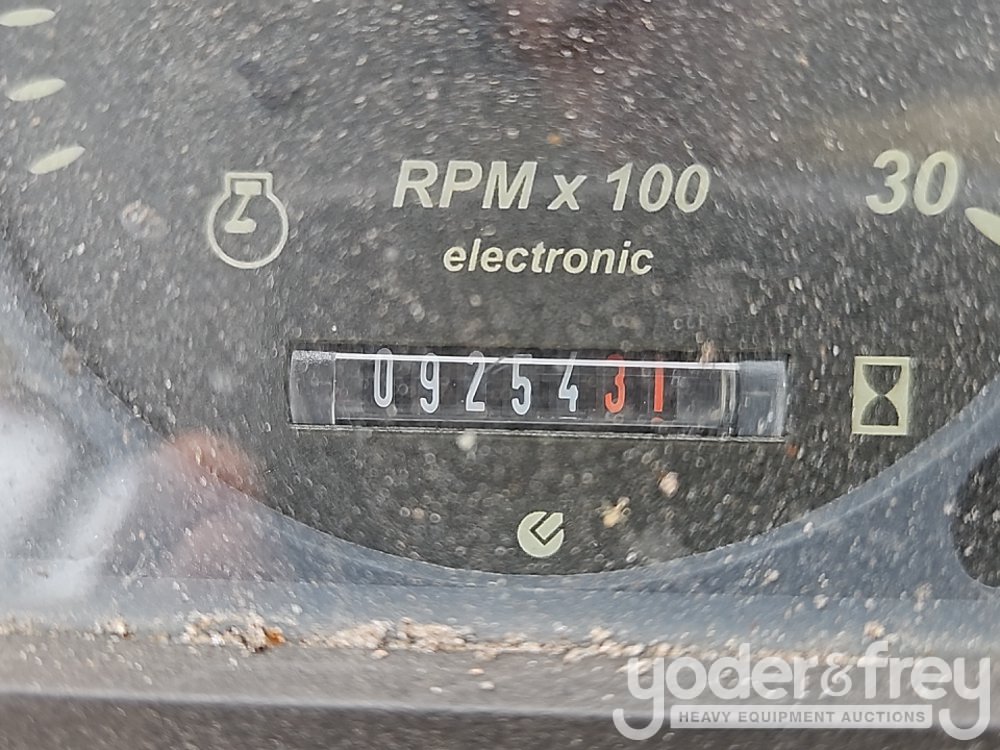 RPM x 100
30
electronic
0925431
yoder&frey
HEAVY EQUIPMENT AUCTIONS